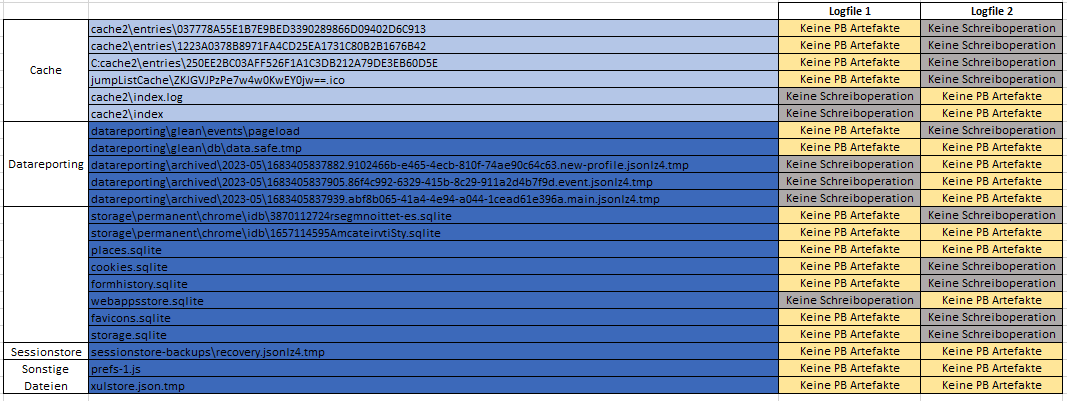 Logfile 1 Logfile 2
Cache
cache2\entries\037778A55E1B7E9BED3390289866D09402D6C913 Keine PB Artefakte Keine Schreiboperation
cache2\entries\1223A0378B8971FA4CD25EA1731C80B2B1676B42 Keine PB Artefakte Keine Schreiboperation
C:cache2\entries\250EE2BC03AFF526F1A1C3DB212A79DE3EB60D5E Keine PB Artefakte Keine Schreiboperation
jumpListCache\ZKJGVJPzPe7w4w0KwEY0jw==.ico Keine PB Artefakte Keine Schreiboperation
cache2\index.log Keine Schreiboperation Keine PB Artefakte
cache2\index Keine Schreiboperation Keine PB Artefakte
Datareporting
datareporting\glean\events\pageload Keine PB Artefakte Keine Schreiboperation
datareporting\glean\db\data.safe.tmp Keine PB Artefakte Keine PB Artefakte
datareporting\archived\2023-05\1683405837882.9102466b-e465-4ecb-810f-74ae90c64c63.new-profile.jsonlz4.tmp Keine Schreiboperation Keine PB Artefakte
datareporting\archived\2023-05\1683405837905.86f4c992-6329-415b-8c29-911a2d4b7f9d.event.jsonlz4.tmp Keine Schreiboperation Keine PB Artefakte
datareporting\archived\2023-05\1683405837939.abf8b065-41a4-4e94-a044-1cead61e396a.main.jsonlz4.tmp Keine Schreiboperation Keine PB Artefakte
storage\permanent\chrome\idb\3870112724rsegmnoittet-es.sqlite Keine PB Artefakte Keine Schreiboperation
storage\permanent\chrome\idb\1657114595AmcateirvtiSty.sqlite Keine PB Artefakte Keine PB Artefakte
places.sqlite Keine PB Artefakte Keine PB Artefakte
cookies.sqlite Keine PB Artefakte Keine Schreiboperation
formhistory.sqlite Keine PB Artefakte Keine Schreiboperation
webappsstore.sqlite Keine Schreiboperation Keine PB Artefakte
favicons.sqlite Keine PB Artefakte Keine Schreiboperation
storage.sqlite Keine PB Artefakte Keine Schreiboperation
Sessionstore sessionstore-backups\recovery.jsonlz4.tmp Keine PB Artefakte Keine PB Artefakte
Sonstige prefs-1.js Keine PB Artefakte Keine PB Artefakte
Dateien xulstore.json.tmp Keine PB Artefakte Keine PB Artefakte